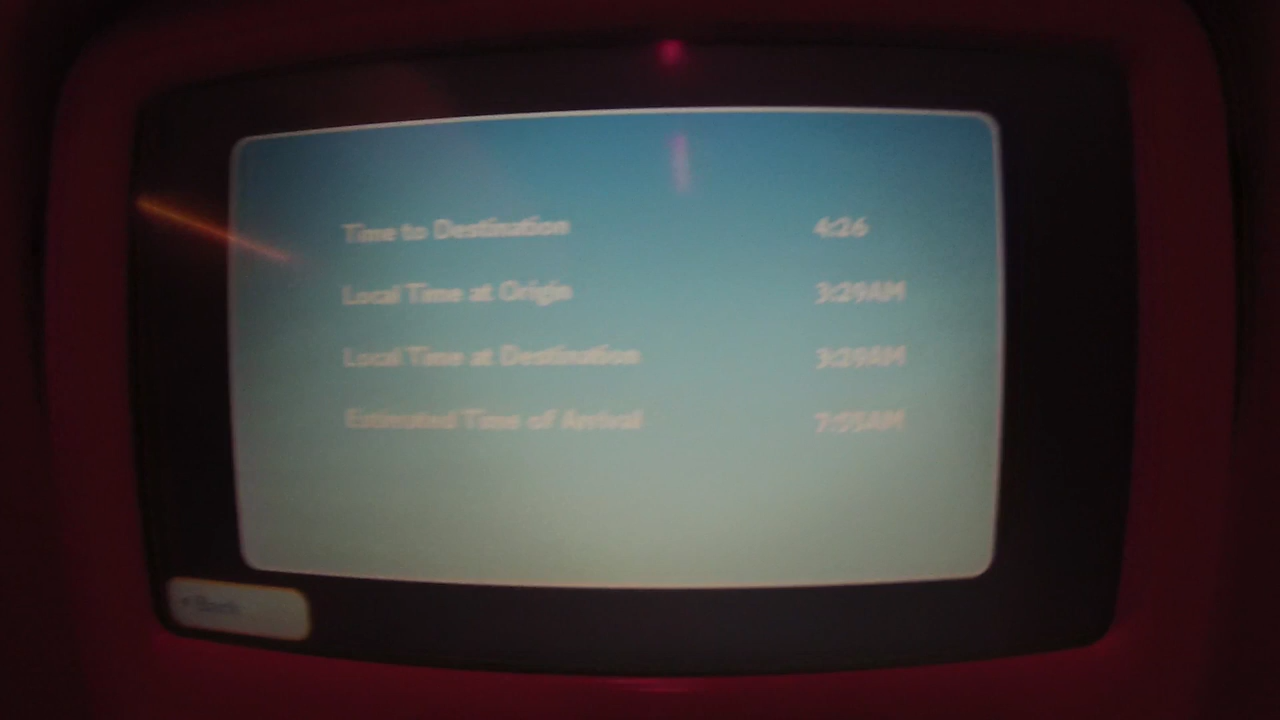 Time to Destination 4:26
Local Time at Origin 3:29AM
Local Time at Destination 3:29AM
Estimated Time of Arrival 7:55AM
Back